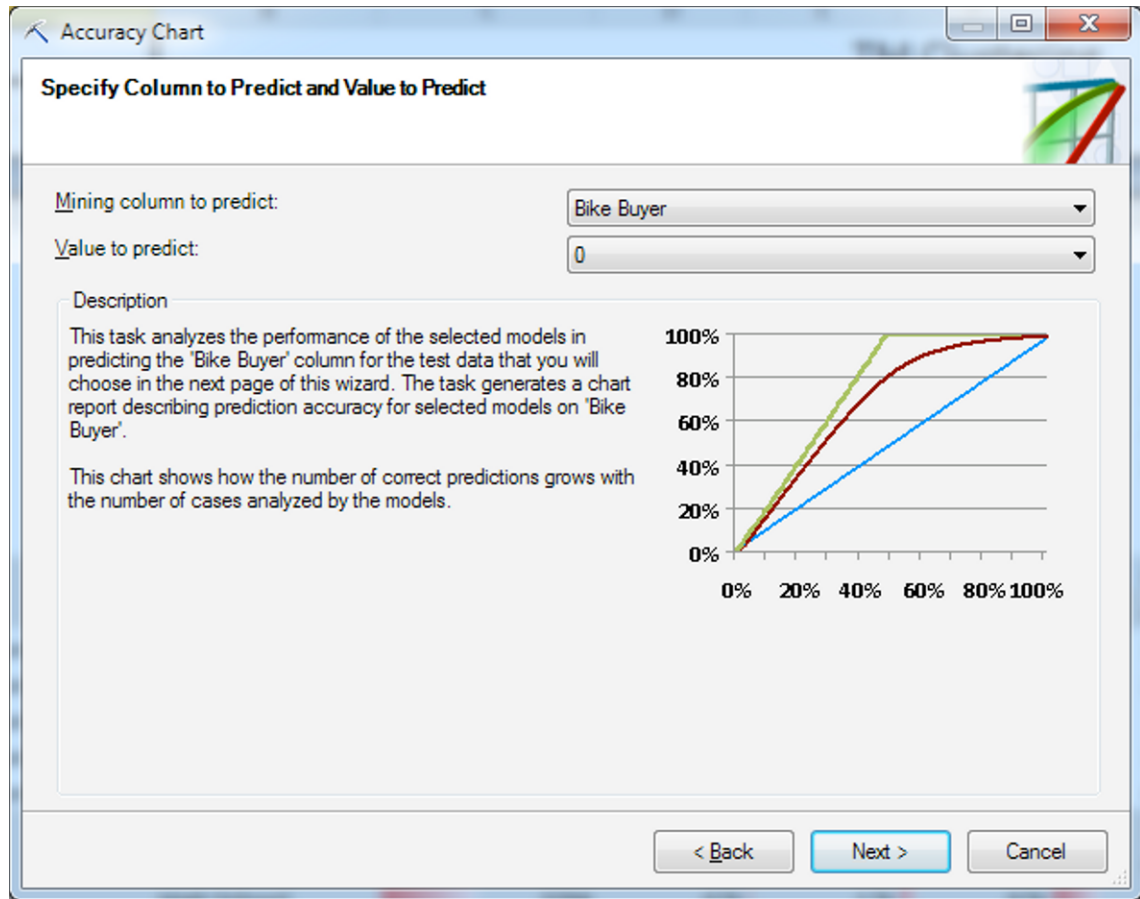 Accuracy Chart
Specify Column to Predict and Value to Predict
Mining column to predict:
Bike Buyer
Value to predict:
0
Description
This task analyzes the performance of the selected models in
predicting the 'Bike Buyer' column for the test data that you will
choose in the next page of this wizard. The task generates a chart
report describing prediction accuracy for selected models on 'Bike
Buyer'.
This chart shows how the number of correct predictions grows with
the number of cases analyzed by the models.
100%
80%
60%
40%
20%
0%
0% 20% 40% 60% 80% 100%
< Back
Next >
Cancel